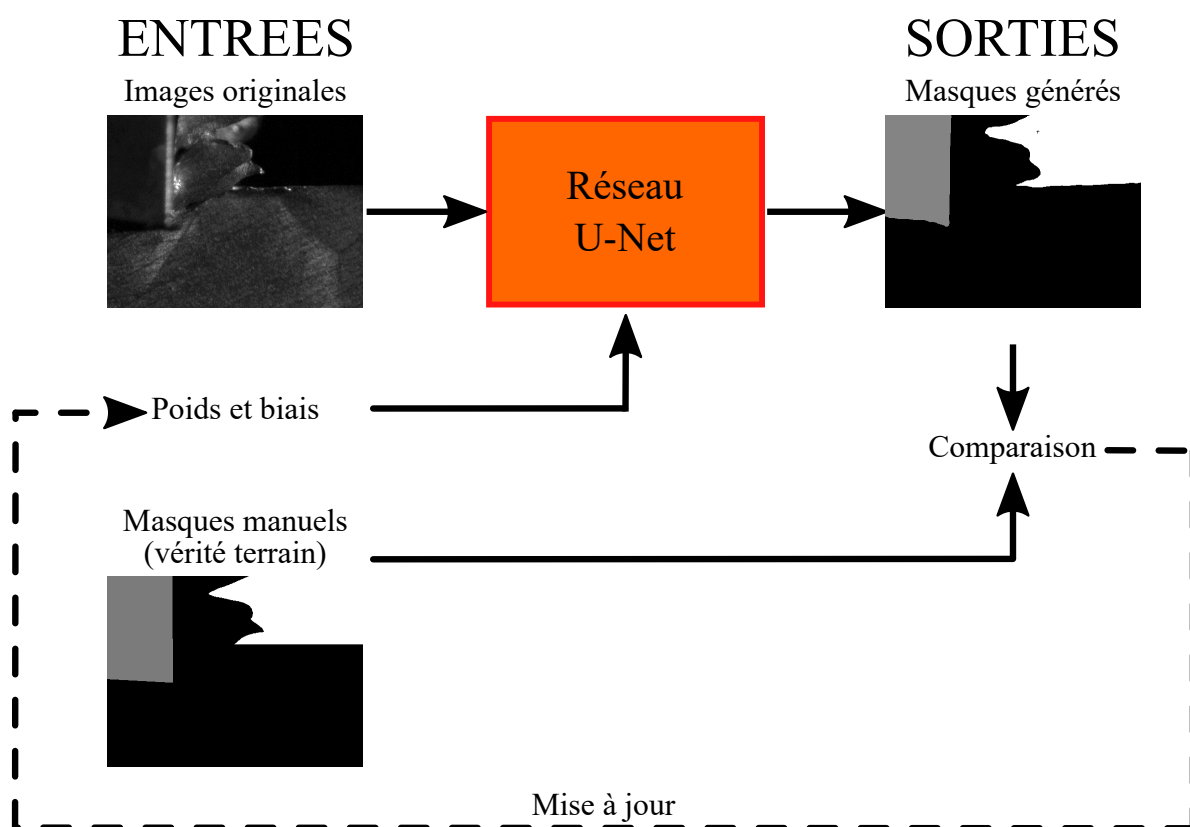 ENTREES
Images originales
SORTIES
Masques générés
Réseau
U-Net
Poids et biais
Comparaison
Masques manuels
(vérité terrain)
Mise à jour